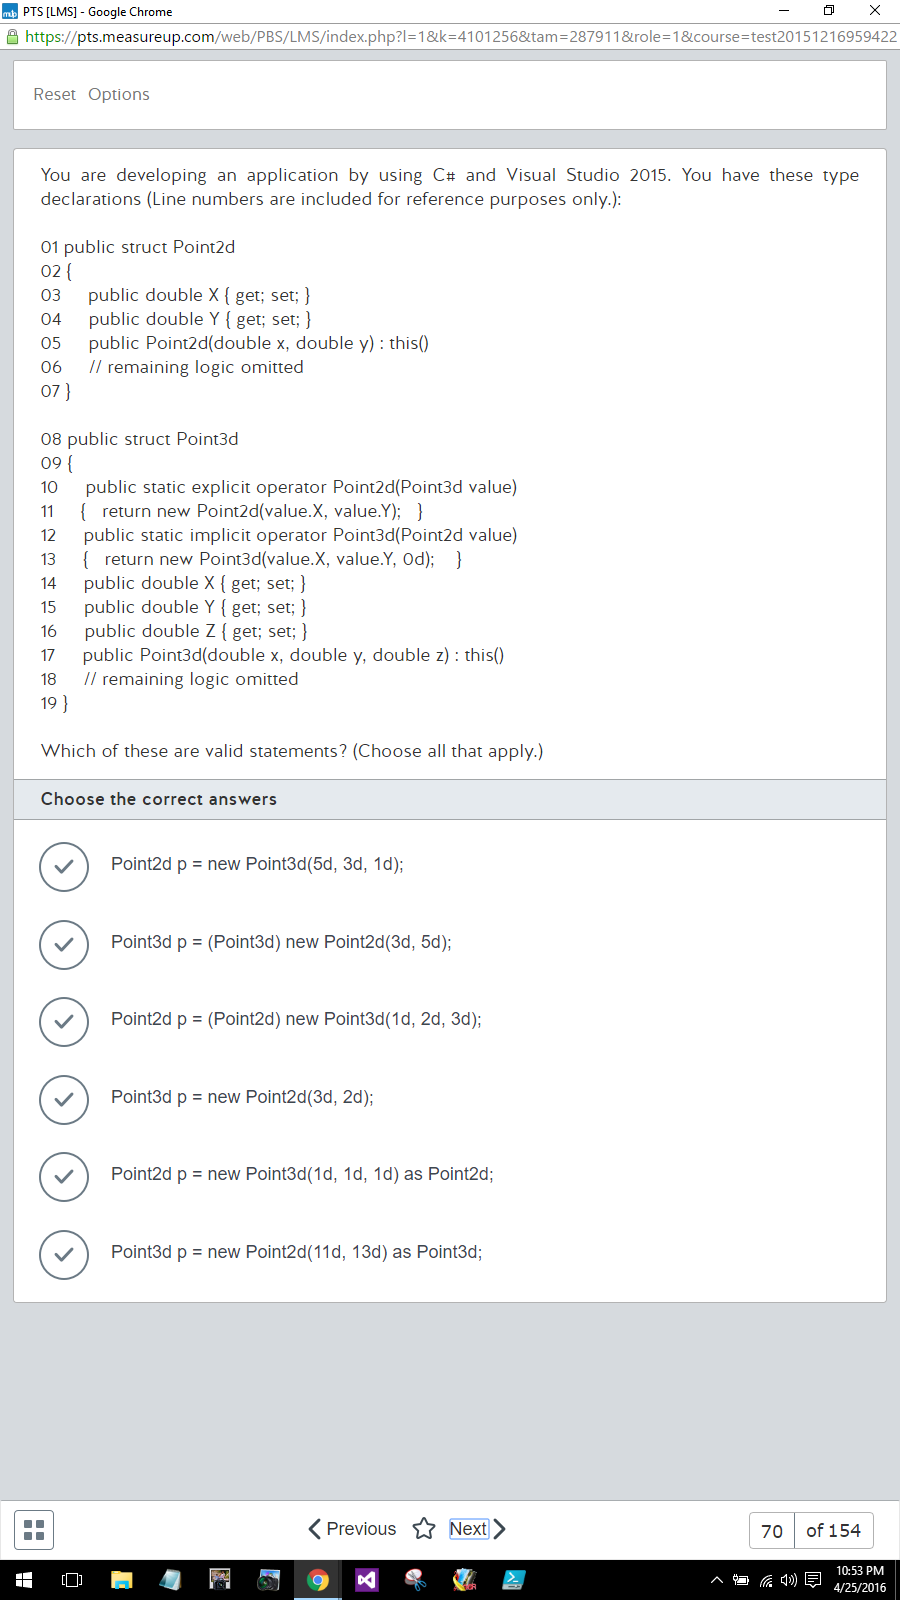 mup PTS [LMS] - Google Chrome
https://pts.measureup.com/web/PBS/LMS/index.php?l=1&k=4101256&tam=287911&role=1&course=test20151216959422
Reset Options
You are developing an application by using C# and Visual Studio 2015. You have these type
declarations (Line numbers are included for reference purposes only.):
01 public struct Point2d
02 {
03 public double X { get; set; }
04 public double Y { get; set; }
05 public Point2d(double x, double y) : this()
06 // remaining logic omitted
07 }
08 public struct Point3d
09 {
10 public static explicit operator Point2d(Point3d value)
11 { return new Point2d(value.X, value.Y); }
12 public static implicit operator Point3d(Point2d value)
13 { return new Point3d(value.X, value.Y, 0d); }
14 public double X { get; set; }
15 public double Y { get; set; }
16 public double Z { get; set; }
17 public Point3d(double x, double y, double z) : this()
18 // remaining logic omitted
19 }
Which of these are valid statements? (Choose all that apply.)
Choose the correct answers
Point2d p = new Point3d(5d, 3d, 1d);
Point3d p = (Point3d) new Point2d(3d, 5d);
Point2d p = (Point2d) new Point3d(1d, 2d, 3d);
Point3d p = new Point2d(3d, 2d);
Point2d p = new Point3d(1d, 1d, 1d) as Point2d;
Point3d p = new Point2d(11d, 13d) as Point3d;
Previous Next 70 of 154
10:53 PM
4/25/2016